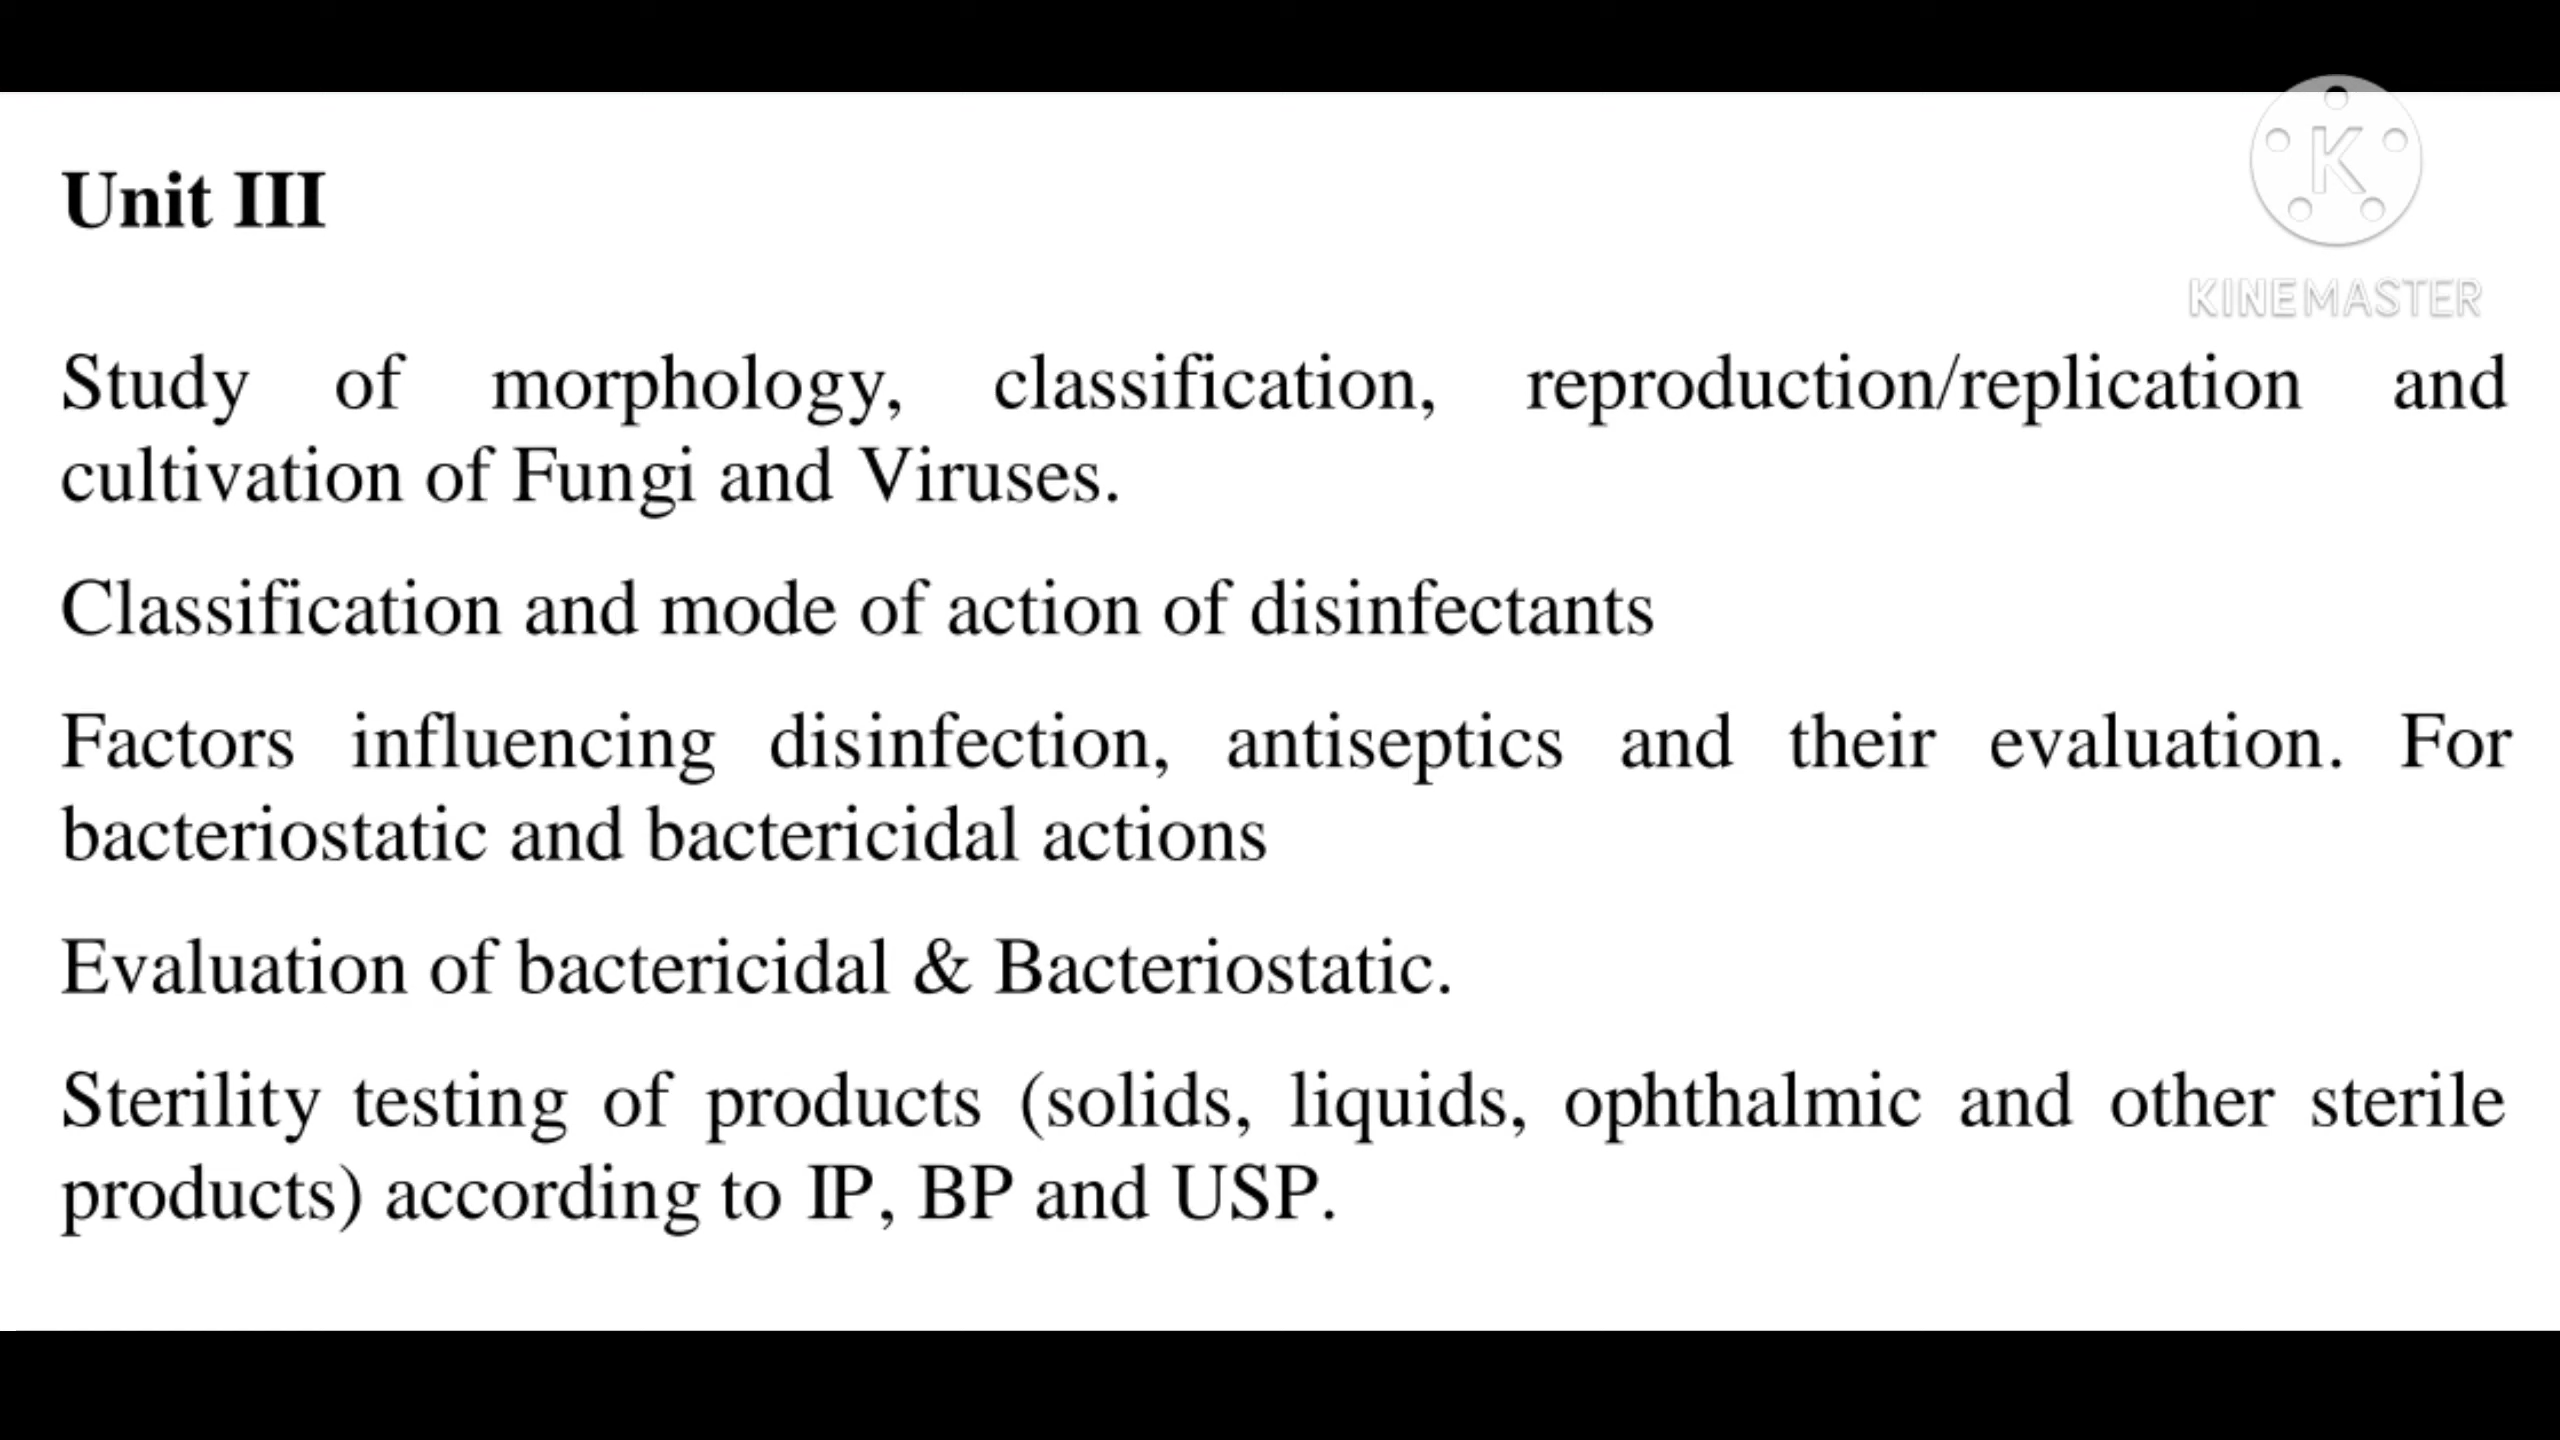 Unit III
K
KINEMASTER
Study of morphology, classification, reproduction/replication and
cultivation of Fungi and Viruses.
Classification and mode of action of disinfectants
Factors influencing disinfection, antiseptics and their evaluation. For
bacteriostatic and bactericidal actions
Evaluation of bactericidal & Bacteriostatic.
Sterility testing of products (solids, liquids, ophthalmic and other sterile
products) according to IP, BP and USP.